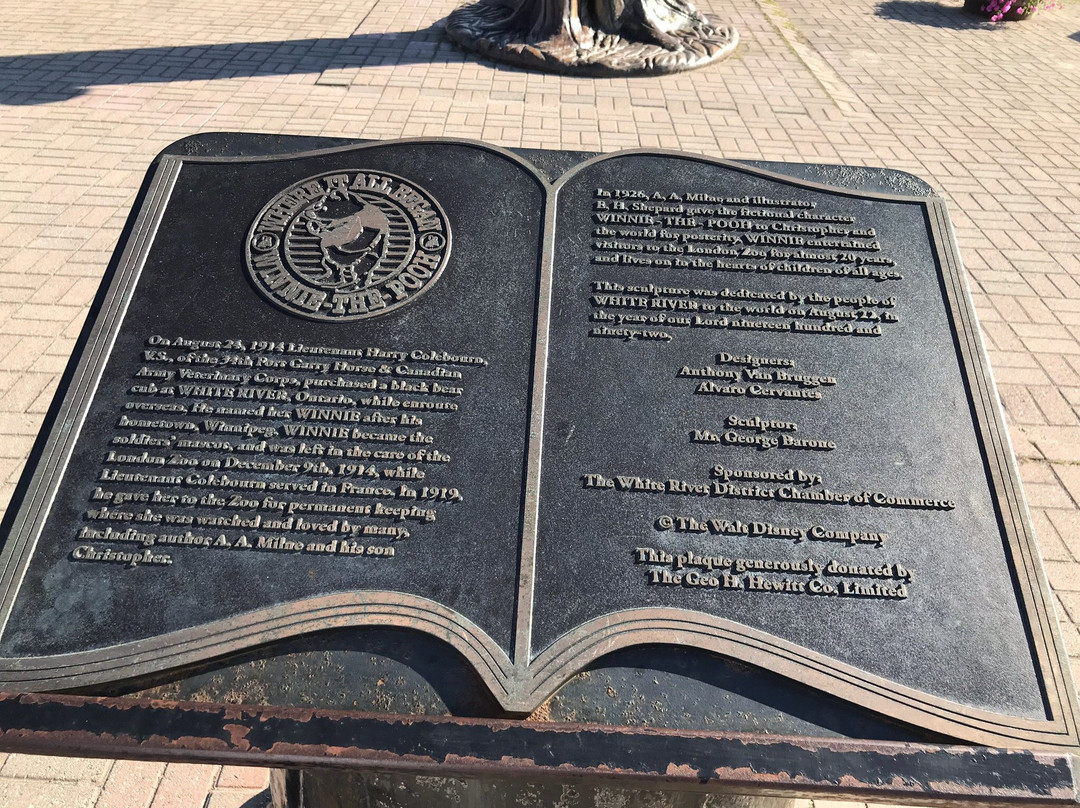 WHERE IT ALL BEGAN
WINNIE-THE POOH
On August 24, 1914 Lieutenant Harry Colebourn,
V.S., of the 34th Fort Garry Horse & Canadian
Army Veterinary Corps, purchased a black bear
cub at WHITE RIVER, Ontario, while enroute
overseas. He named her WINNIE after his
hometown, Winnipeg. WINNIE became the
soldiers' mascot, and was left in the care of the
London Zoo on December 9th, 1914, while
Lieutenant Colebourn served in France. In 1919,
he gave her to the Zoo for permanent keeping
where she was watched and loved by many,
including author A. A. Milne and his son
Christopher.
In 1926, A. A. Milne and illustrator
E. H. Shepard gave the fictional character
WINNIE - THE - POOH to Christopher and
the world for posterity. WINNIE entertained
visitors to the London Zoo for almost 20 years
and lives on in the hearts of children of all ages.
This sculpture was dedicated by the people of
WHITE RIVER to the world on August 22, in
the year of our Lord nineteen hundred and
ninety-two.
Designers:
Anthony Van Bruggen
Alvaro Cervantes
Sculptor,
Mr. George Barone
Sponsored by:
The White River District Chamber of Commerce
© The Walt Disney Company
This plaque generously donated by
The Geo H. Hewitt Co. Limited